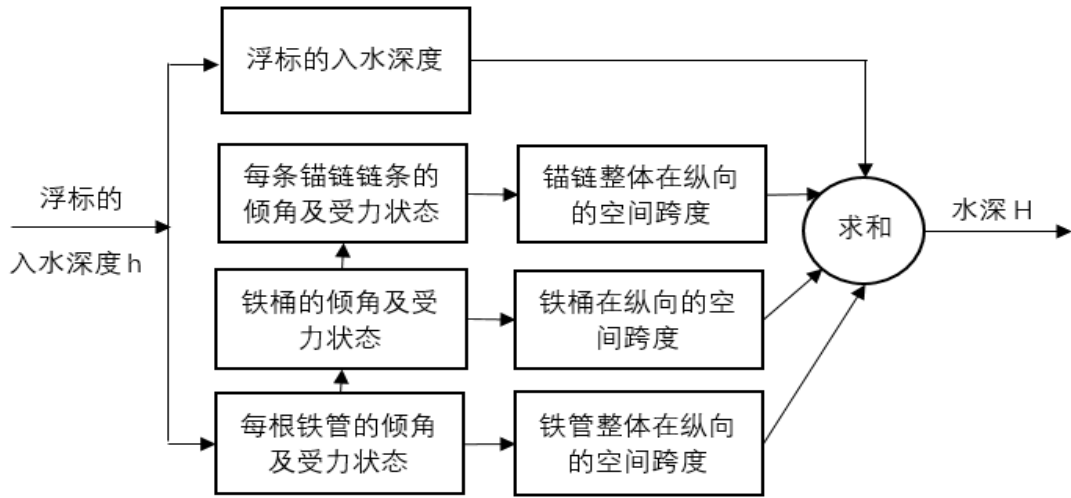 浮标的入水深度
每条锚链链条的
倾角及受力状态
锚链整体在纵向
的空间跨度
浮标的
入水深度h
求和
水深H
铁桶的倾角及受
力状态
铁桶在纵向的空
间跨度
每根铁管的倾角
及受力状态
铁管整体在纵向
的空间跨度